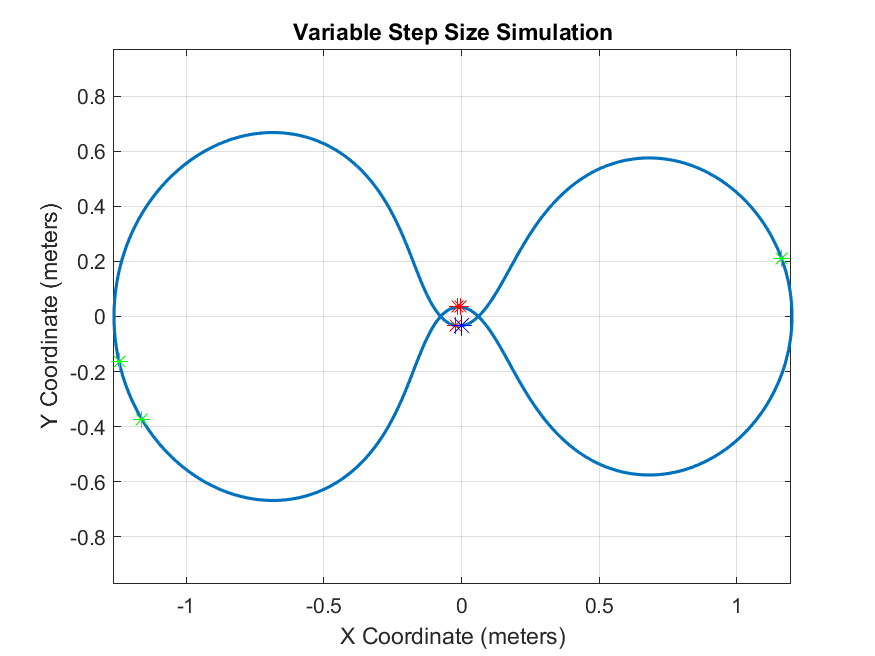 Variable Step Size Simulation
Y Coordinate (meters)
0.8
0.6
0.4
0.2
0
-0.2
-0.4
-0.6
-0.8
-1 -0.5 0 0.5 1
X Coordinate (meters)